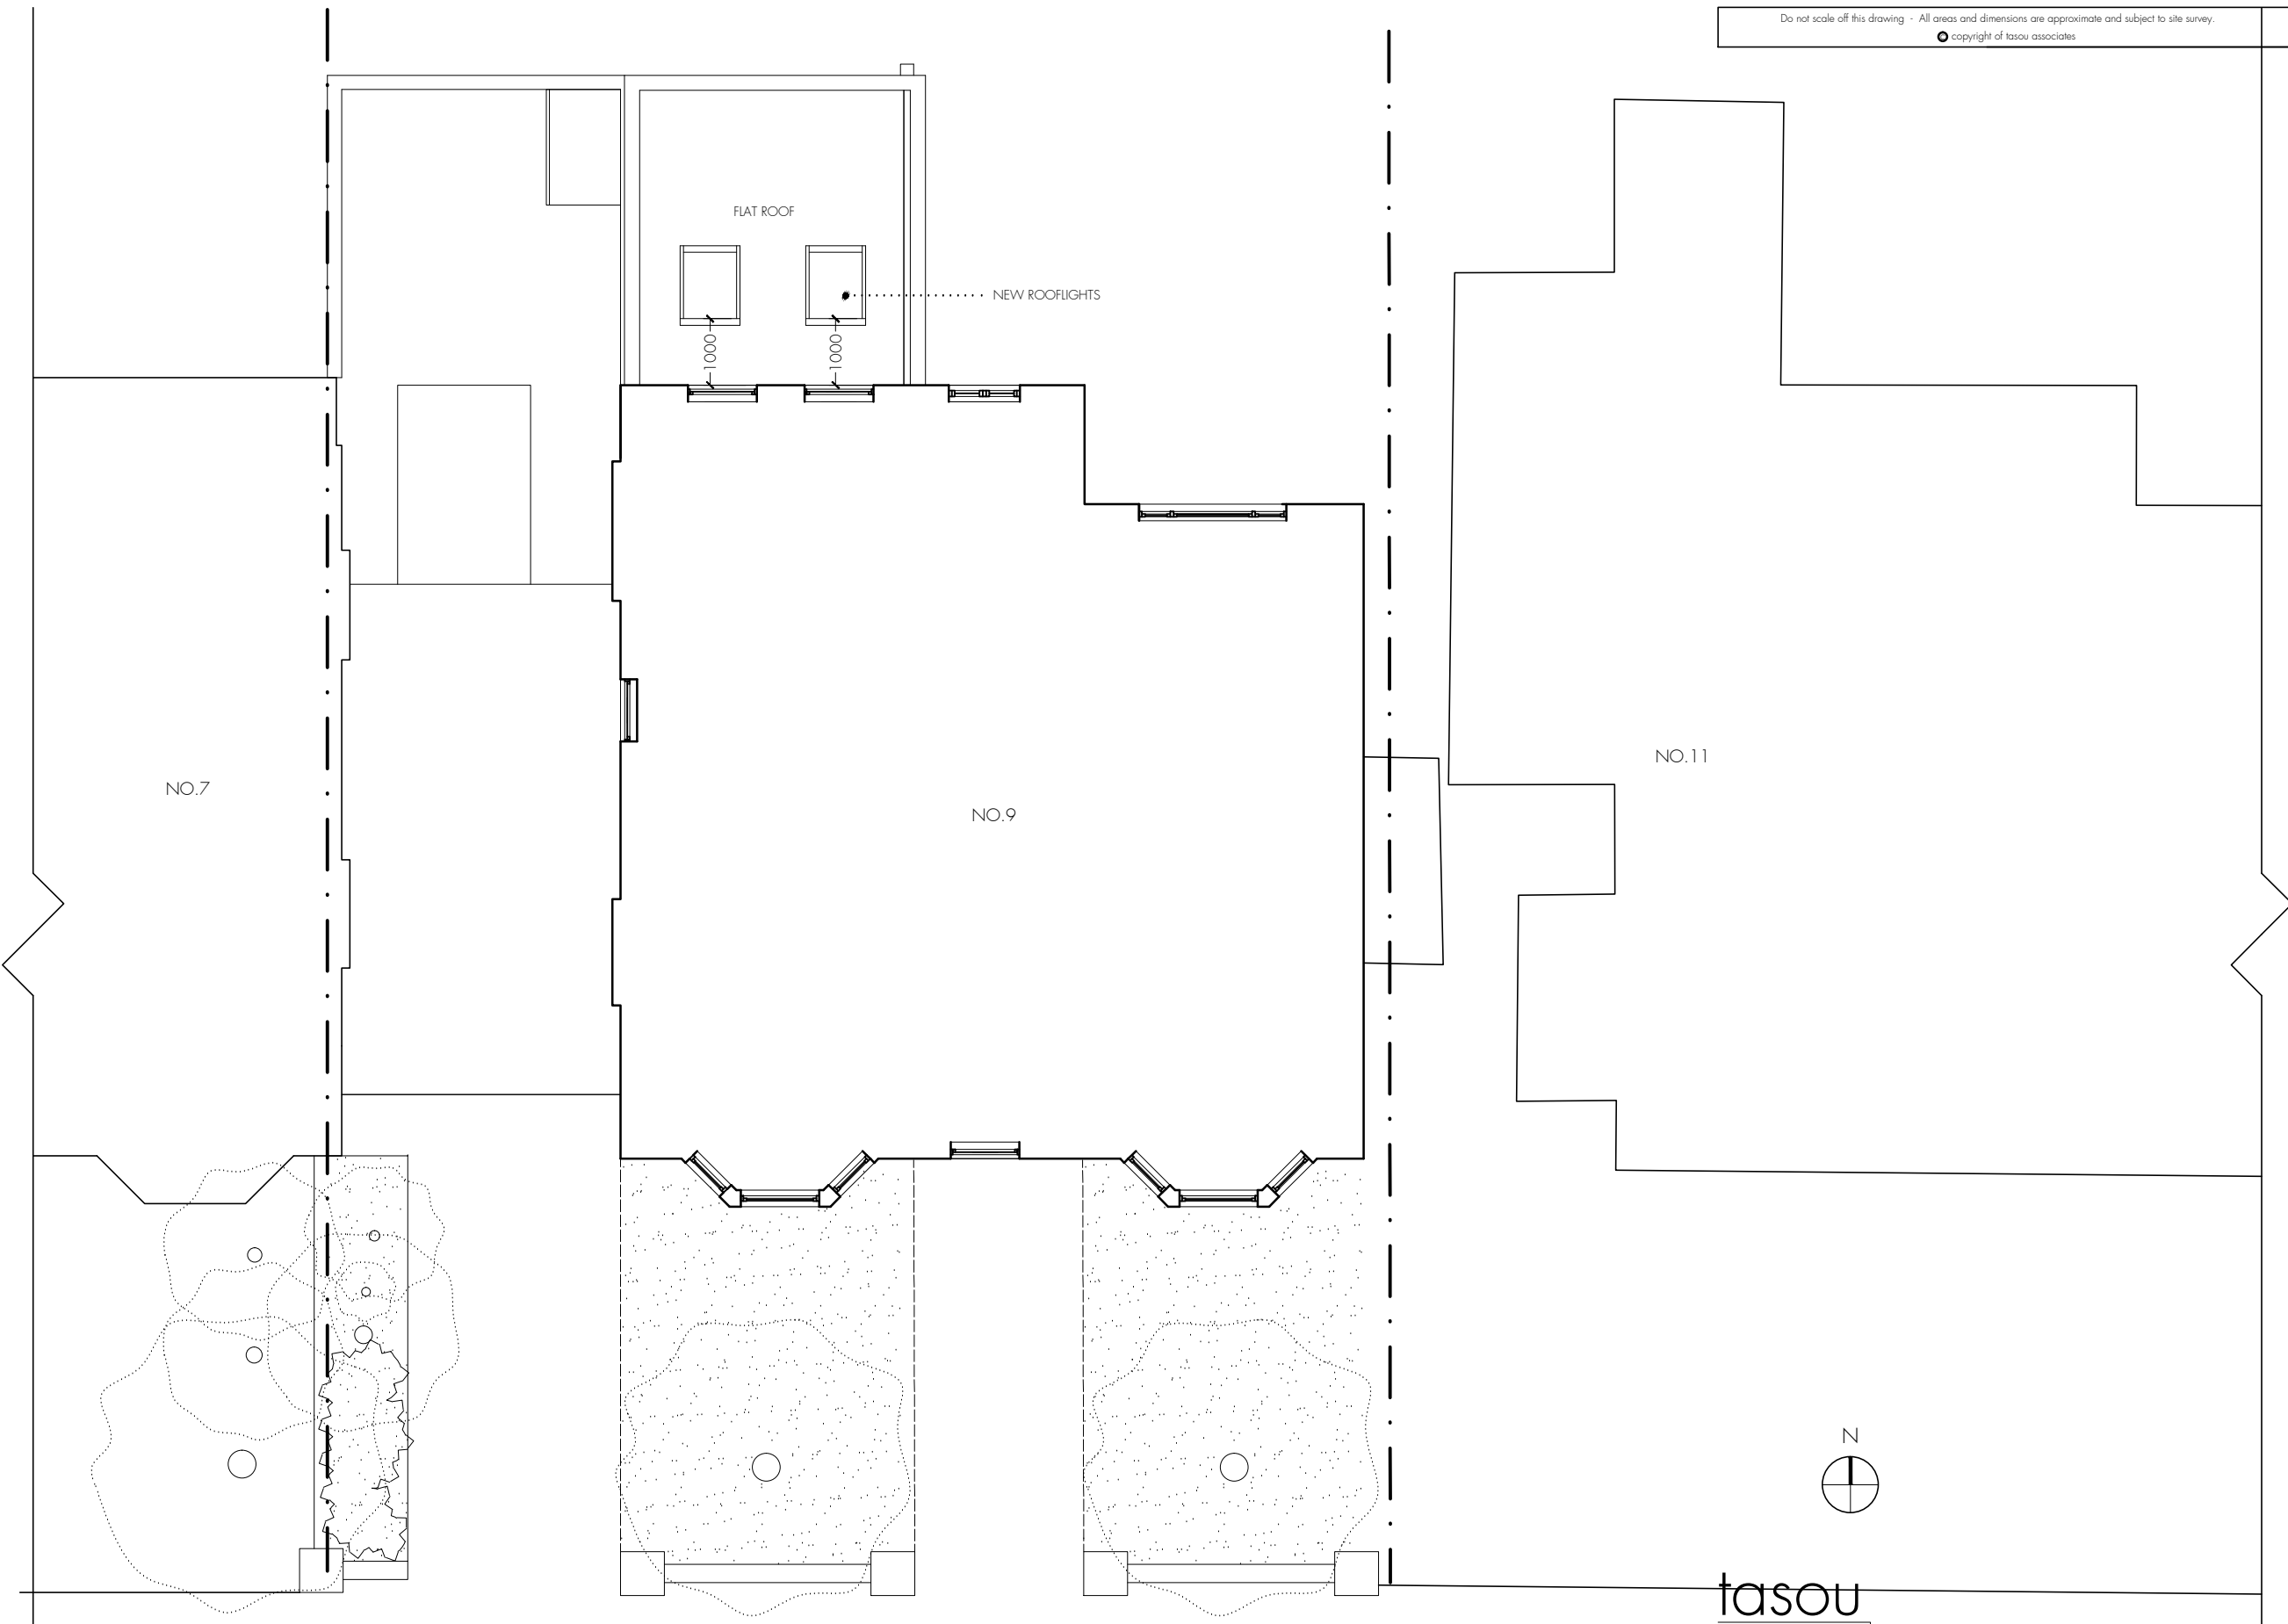 Do not scale off this drawing - All areas and dimensions are approximate and subject to site survey.
copyright of tasou associates
FLAT ROOF
NEW ROOFLIGHTS
1000
1000
NO.7
NO.9
NO.11
N
tasou